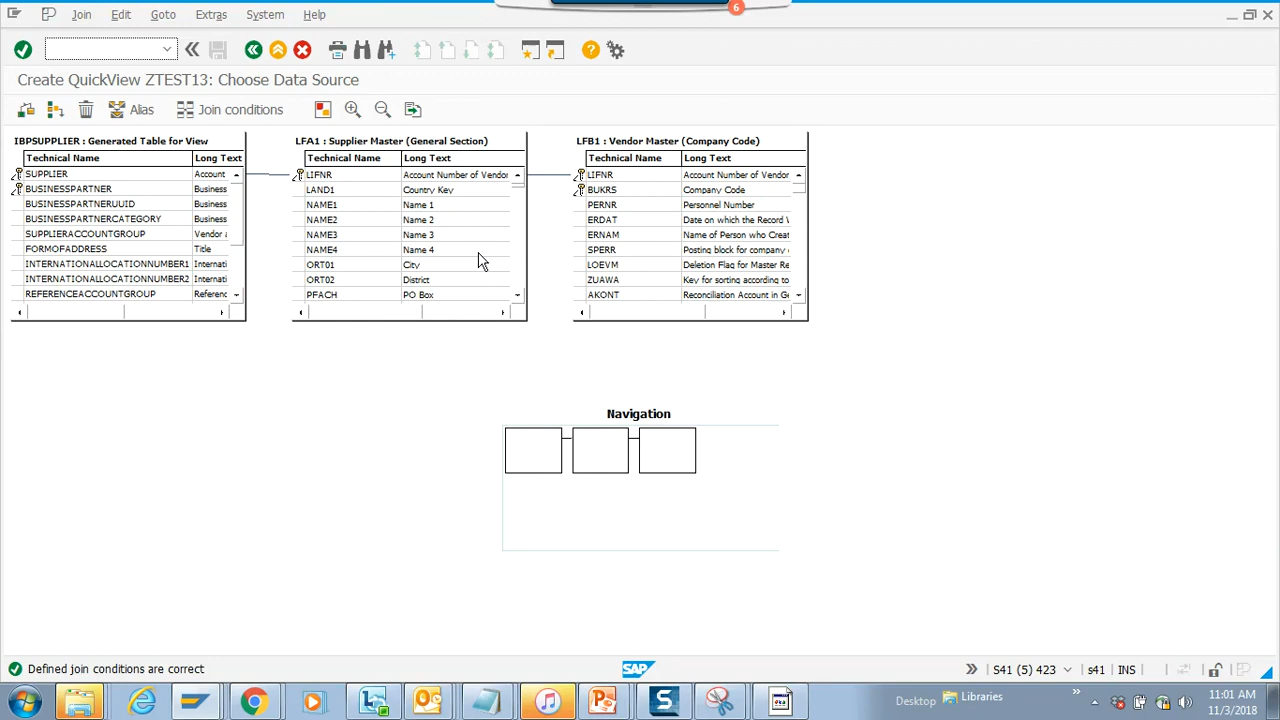 Join Edit Goto Extras System Help
6
Create QuickView ZTEST13: Choose Data Source
Alias Join conditions
IBPSUPPLIER : Generated Table for View
Technical Name Long Text
SUPPLIER Account
BUSINESSPARTNER Business
BUSINESSPARTNERUUID Business
BUSINESSPARTNERCATEGORY Business
SUPPLIERACCOUNTGROUP Vendor a
FORMOFADDRESS Title
INTERNATIONALLOCATIONNUMBER1 Internati
INTERNATIONALLOCATIONNUMBER2 Internati
REFERENCEACCOUNTGROUP Referenc
LFA1 : Supplier Master (General Section)
Technical Name Long Text
LIFNR Account Number of Vendor
LAND1 Country Key
NAME1 Name 1
NAME2 Name 2
NAME3 Name 3
NAME4 Name 4
ORT01 City
ORT02 District
PFACH PO Box
LFB1 : Vendor Master (Company Code)
Technical Name Long Text
LIFNR Account Number of Vendor
BUKRS Company Code
PERNR Personnel Number
ERDAT Date on which the Record
ERNAM Name of Person who Creat
SPERR Posting block for company
LOEVM Deletion Flag for Master Re
ZUAWA Key for sorting according to
AKONT Reconciliation Account in Ge
Navigation
Defined join conditions are correct
SAP
S41 (5) 423 s41 INS
Desktop Libraries
11:01 AM
11/3/2018